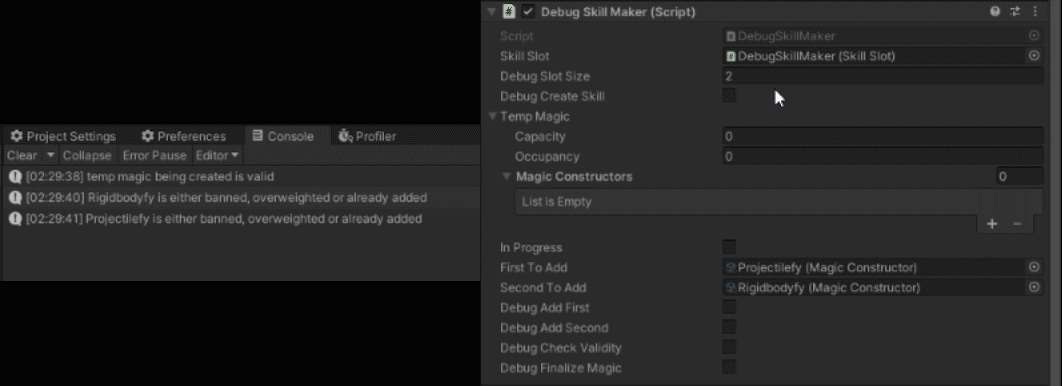 Project Settings Preferences Console Profiler
Clear Collapse Error Pause Editor
[02:29:38] temp magic being created is valid
[02:29:40] Rigidbodyfy is either banned, overweighted or already added
[02:29:41] Projectilefy is either banned, overweighted or already added
Debug Skill Maker (Script)
Script DebugSkillMaker
Skill Slot DebugSkillMaker (Skill Slot)
Debug Slot Size 2
Debug Create Skill
Temp Magic
Capacity 0
Occupancy 0
Magic Constructors 0
List is Empty
In Progress
First To Add Projectilefy (Magic Constructor)
Second To Add Rigidbodyfy (Magic Constructor)
Debug Add First
Debug Add Second
Debug Check Validity
Debug Finalize Magic